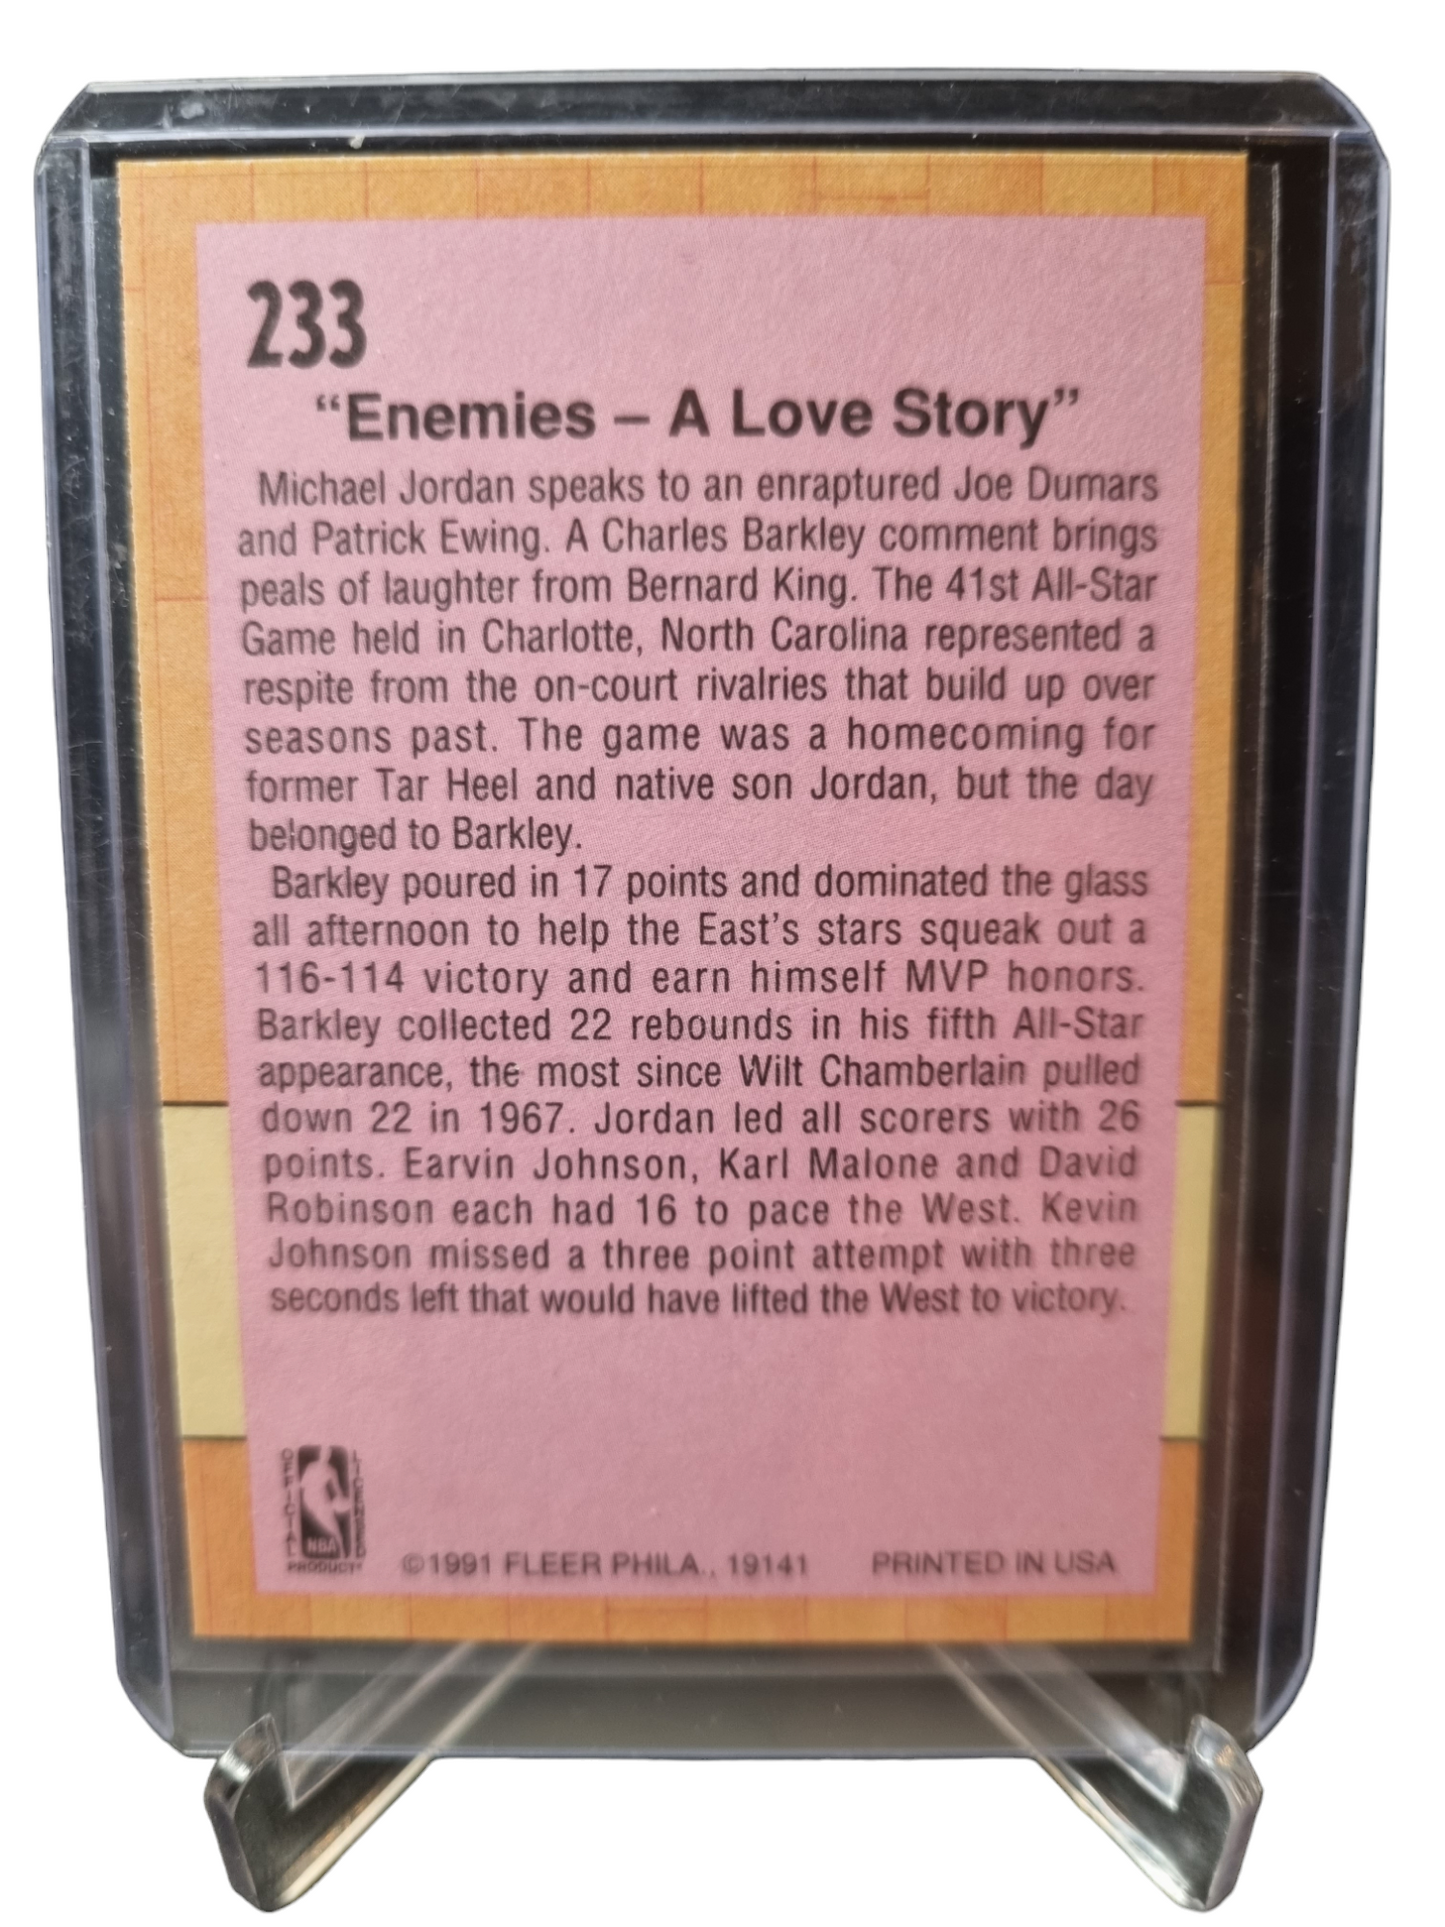 233
“Enemies – A Love Story”
Michael Jordan speaks to an enraptured Joe Dumars
and Patrick Ewing. A Charles Barkley comment brings
peals of laughter from Bernard King. The 41st All-Star
Game held in Charlotte, North Carolina represented a
respite from the on-court rivalries that build up over
seasons past. The game was a homecoming for
former Tar Heel and native son Jordan, but the day
belonged to Barkley.
Barkley poured in 17 points and dominated the glass
all afternoon to help the East’s stars squeak out a
116-114 victory and earn himself MVP honors.
Barkley collected 22 rebounds in his fifth All-Star
appearance, the most since Wilt Chamberlain pulled
down 22 in 1967. Jordan led all scorers with 26
points. Earvin Johnson, Karl Malone and David
Robinson each had 16 to pace the West. Kevin
Johnson missed a three point attempt with three
seconds left that would have lifted the West to victory.
OFFICIAL
NBA
LICENSED
PRODUCT
©1991 FLEER PHILA., 19141 PRINTED IN USA